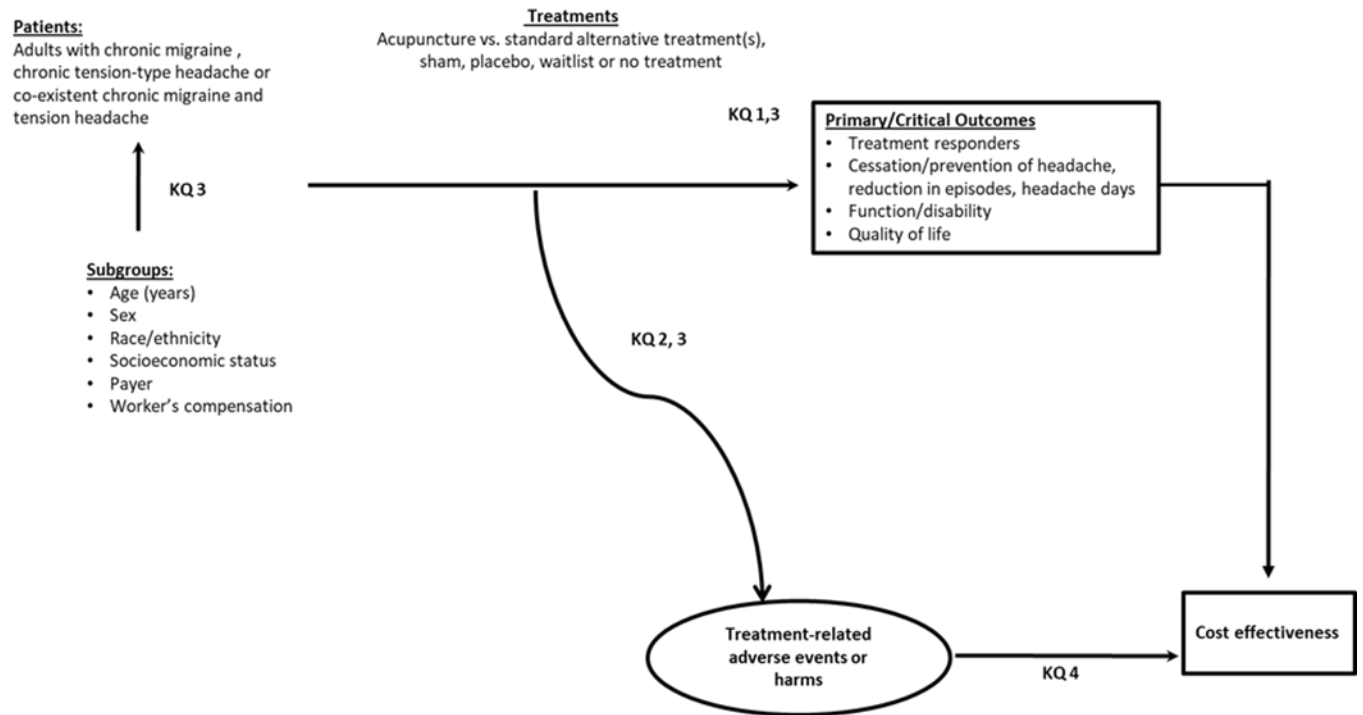 Patients:
Adults with chronic migraine ,
chronic tension-type headache or
co-existent chronic migraine and
tension headache
Treatments
Acupuncture vs. standard alternative treatment(s),
sham, placebo, waitlist or no treatment
KQ 1,3
Primary/Critical Outcomes
• Treatment responders
• Cessation/prevention of headache,
reduction in episodes, headache days
• Function/disability
• Quality of life
KQ 3
Subgroups:
• Age (years)
• Sex
• Race/ethnicity
• Socioeconomic status
• Payer
• Worker's compensation
KQ 2, 3
Treatment-related
adverse events or
harms
KQ 4
Cost effectiveness